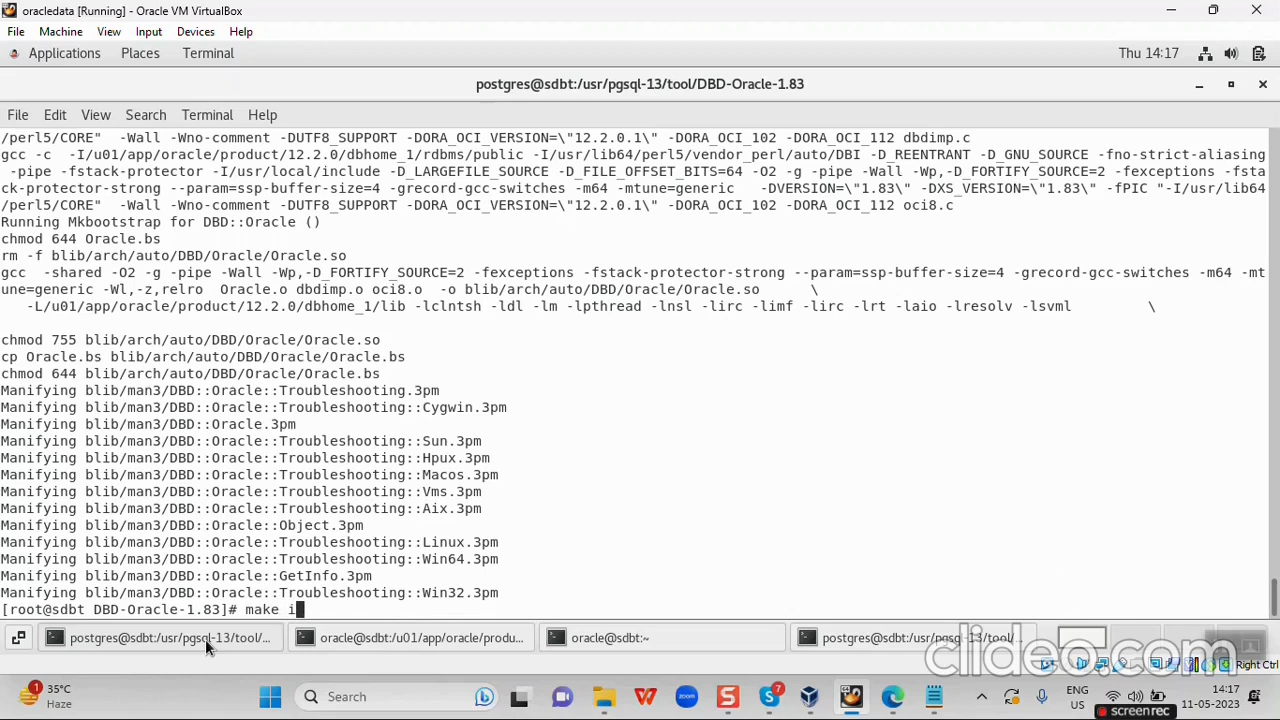 oracledata [Running] - Oracle VM VirtualBox
File Machine View Input Devices Help
Applications Places Terminal Thu 14:17
postgres@sdbt:/usr/pgsql-13/tool/DBD-Oracle-1.83
File Edit View Search Terminal Help
/perl5/CORE"  -Wall -Wno-comment -DUTF8_SUPPORT -DORA_OCI_VERSION=\"12.2.0.1\" -DORA_OCI_102 -DORA_OCI_112 dbdimp.c
gcc -c  -I/u01/app/oracle/product/12.2.0/dbhome_1/rdbms/public -I/usr/lib64/perl5/vendor_perl/auto/DBI -D_REENTRANT -D_GNU_SOURCE -fno-strict-aliasing
 -pipe -fstack-protector -I/usr/local/include -D_LARGEFILE_SOURCE -D_FILE_OFFSET_BITS=64 -O2 -g -pipe -Wall -Wp,-D_FORTIFY_SOURCE=2 -fexceptions -fsta
ck-protector-strong --param=ssp-buffer-size=4 -grecord-gcc-switches -m64 -mtune=generic   -DVERSION=\"1.83\" -DXS_VERSION=\"1.83\" -fPIC "-I/usr/lib64
/perl5/CORE"  -Wall -Wno-comment -DUTF8_SUPPORT -DORA_OCI_VERSION=\"12.2.0.1\" -DORA_OCI_102 -DORA_OCI_112 oci8.c
Running Mkbootstrap for DBD::Oracle ()
chmod 644 Oracle.bs
rm -f blib/arch/auto/DBD/Oracle/Oracle.so
gcc  -shared -O2 -g -pipe -Wall -Wp,-D_FORTIFY_SOURCE=2 -fexceptions -fstack-protector-strong --param=ssp-buffer-size=4 -grecord-gcc-switches -m64 -mt
une=generic -Wl,-z,relro  Oracle.o dbdimp.o oci8.o  -o blib/arch/auto/DBD/Oracle/Oracle.so      \
   -L/u01/app/oracle/product/12.2.0/dbhome_1/lib -lclntsh -ldl -lm -lpthread -lnsl -lirc -limf -lirc -lrt -laio -lresolv -lsvml         \
chmod 755 blib/arch/auto/DBD/Oracle/Oracle.so
cp Oracle.bs blib/arch/auto/DBD/Oracle/Oracle.bs
chmod 644 blib/arch/auto/DBD/Oracle/Oracle.bs
Manifying blib/man3/DBD::Oracle::Troubleshooting.3pm
Manifying blib/man3/DBD::Oracle::Troubleshooting::Cygwin.3pm
Manifying blib/man3/DBD::Oracle.3pm
Manifying blib/man3/DBD::Oracle::Troubleshooting::Sun.3pm
Manifying blib/man3/DBD::Oracle::Troubleshooting::Hpux.3pm
Manifying blib/man3/DBD::Oracle::Troubleshooting::Macos.3pm
Manifying blib/man3/DBD::Oracle::Troubleshooting::Vms.3pm
Manifying blib/man3/DBD::Oracle::Troubleshooting::Aix.3pm
Manifying blib/man3/DBD::Oracle::Object.3pm
Manifying blib/man3/DBD::Oracle::Troubleshooting::Linux.3pm
Manifying blib/man3/DBD::Oracle::Troubleshooting::Win64.3pm
Manifying blib/man3/DBD::Oracle::GetInfo.3pm
Manifying blib/man3/DBD::Oracle::Troubleshooting::Win32.3pm
[root@sdbt DBD-Oracle-1.83]# make i
postgres@sdbt:/usr/pgsql-13/tool/... oracle@sdbt:/u01/app/oracle/produ... oracle@sdbt:~ postgres@sdbt:/usr/pgsql-13/tool/...
clideo.com
Right Ctrl
1 35°C Haze Search 7 ENG US 14:17 11-05-2023
screenrec